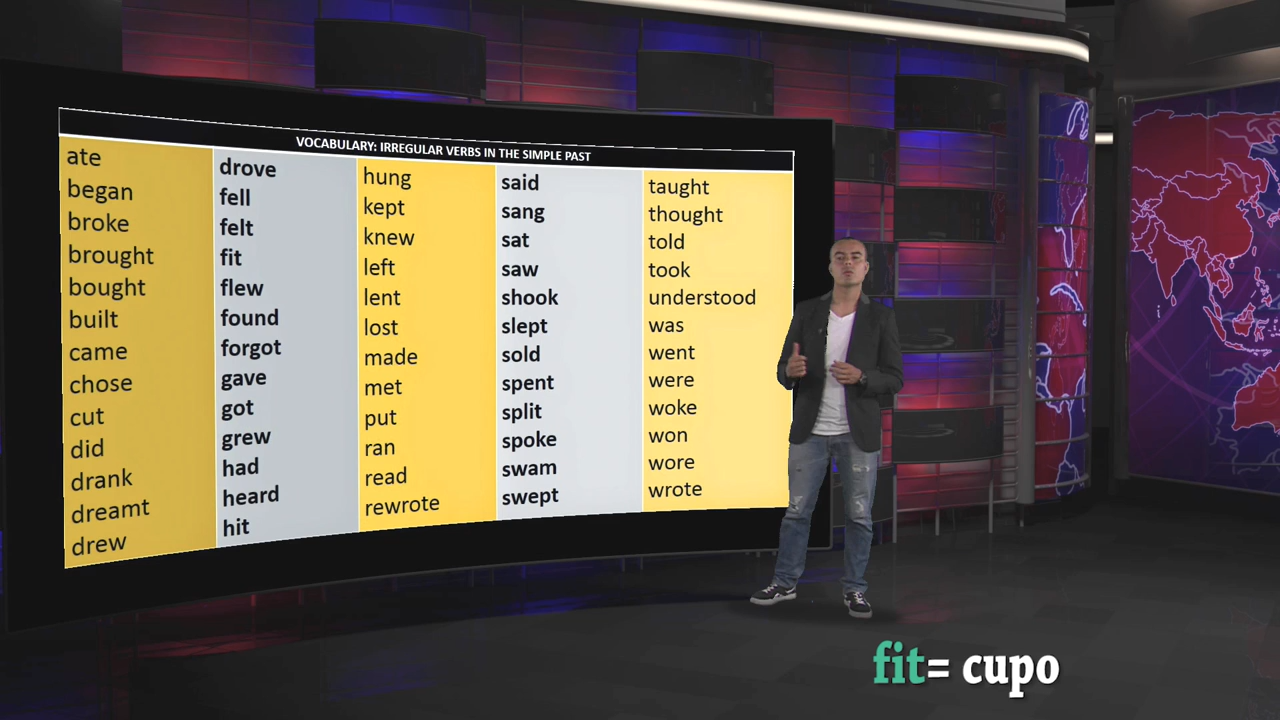 VOCABULARY: IRREGULAR VERBS IN THE SIMPLE PAST
ate
began
broke
brought
bought
built
came
chose
cut
did
drank
dreamt
drew
drove
fell
felt
fit
flew
found
forgot
gave
got
grew
had
heard
hit
hung
kept
knew
left
lent
lost
made
met
put
ran
read
rewrote
said
sang
sat
saw
shook
slept
sold
spent
split
spoke
swam
swept
taught
thought
told
took
understood
was
went
were
woke
won
wore
wrote
fit= cupo